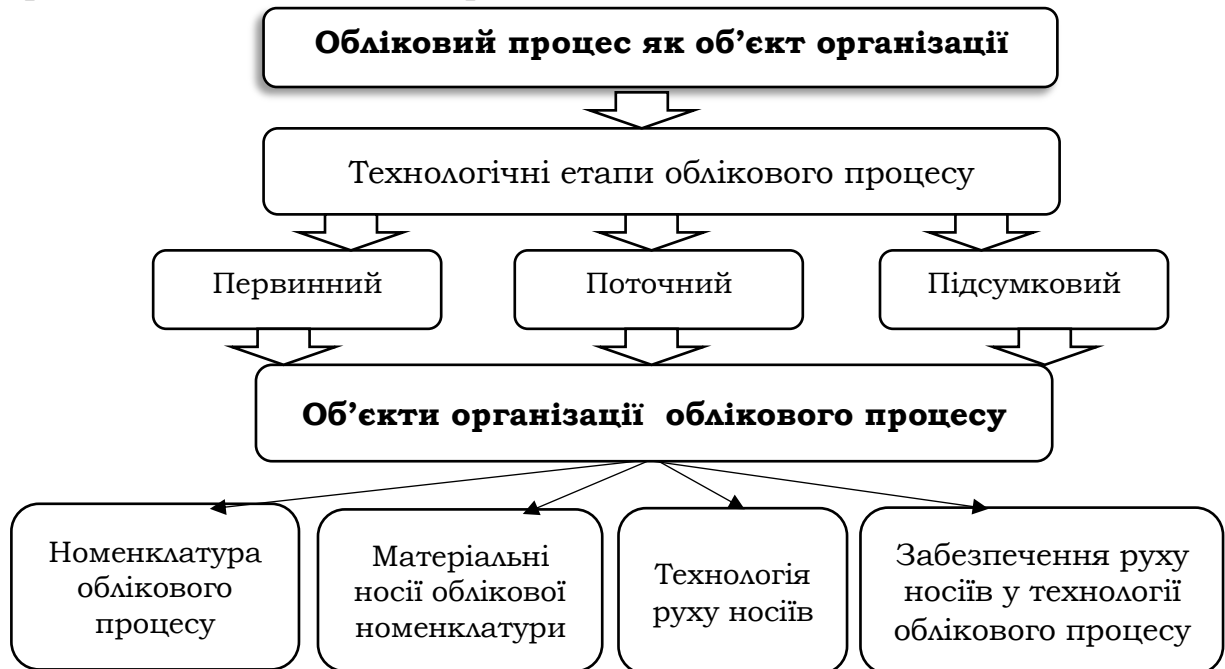 Обліковий процес як об’єкт організації
Технологічні етапи облікового процесу
Первинний
Поточний
Підсумковий
Об’єкти організації облікового процесу
Номенклатура
облікового
процесу
Матеріальні
носії облікової
номенклатури
Технологія
руху носіїв
Забезпечення руху
носіїв у технології
облікового процесу